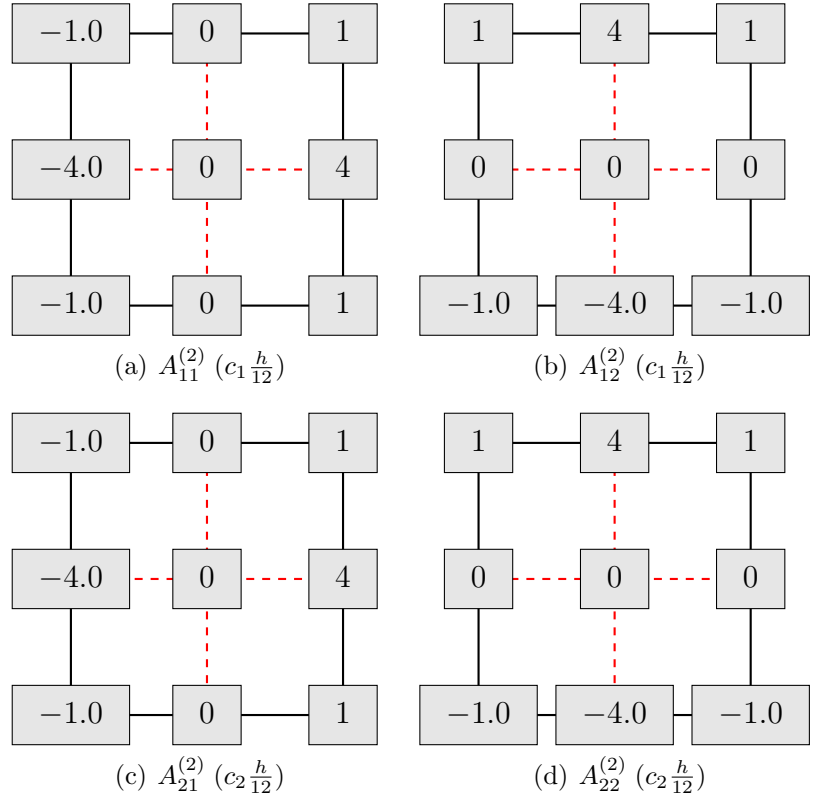 −1.0 0 1 1 4 1
−4.0 0 4 0 0 0
−1.0 0 1 −1.0 −4.0 −1.0
(a) $A_{11}^{(2)}$ ($c_1 \frac{h}{12}$) (b) $A_{12}^{(2)}$ ($c_1 \frac{h}{12}$)
−1.0 0 1 1 4 1
−4.0 0 4 0 0 0
−1.0 0 1 −1.0 −4.0 −1.0
(c) $A_{21}^{(2)}$ ($c_2 \frac{h}{12}$) (d) $A_{22}^{(2)}$ ($c_2 \frac{h}{12}$)